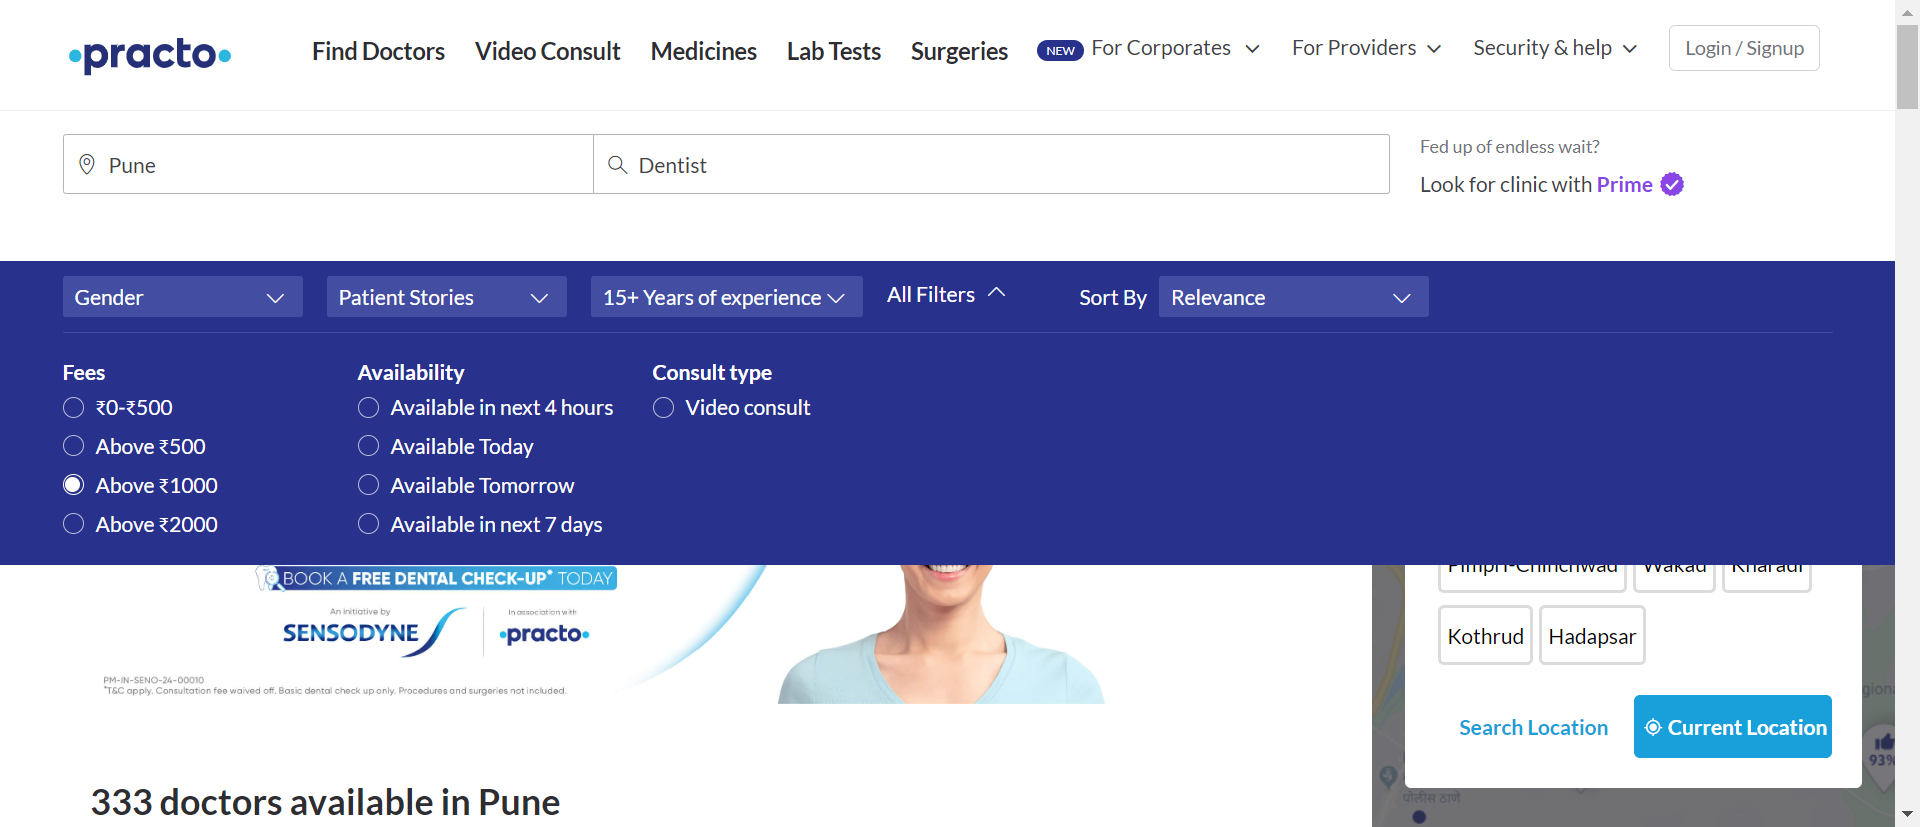 practo
Find Doctors
Video Consult
Medicines
Lab Tests
Surgeries
NEW
For Corporates
For Providers
Security & help
Login / Signup
Pune
Dentist
Fed up of endless wait?
Look for clinic with Prime
Gender
Patient Stories
15+ Years of experience
All Filters
Sort By
Relevance
Fees
₹0-₹500
Above ₹500
Above ₹1000
Above ₹2000
Availability
Available in next 4 hours
Available Today
Available Tomorrow
Available in next 7 days
Consult type
Video consult
BOOK A FREE DENTAL CHECK-UP* TODAY
An initiative by
SENSODYNE
In association with
practo
PM-IN-SENO-24-00010
*T&C apply. Consultation fee waived off. Basic dental check up only. Procedures and surgeries not included.
333 doctors available in Pune
Pimpri-Chinchwad
Wakad
Kharadi
Kothrud
Hadapsar
Search Location
Current Location
93%
पोलीस ठाणे